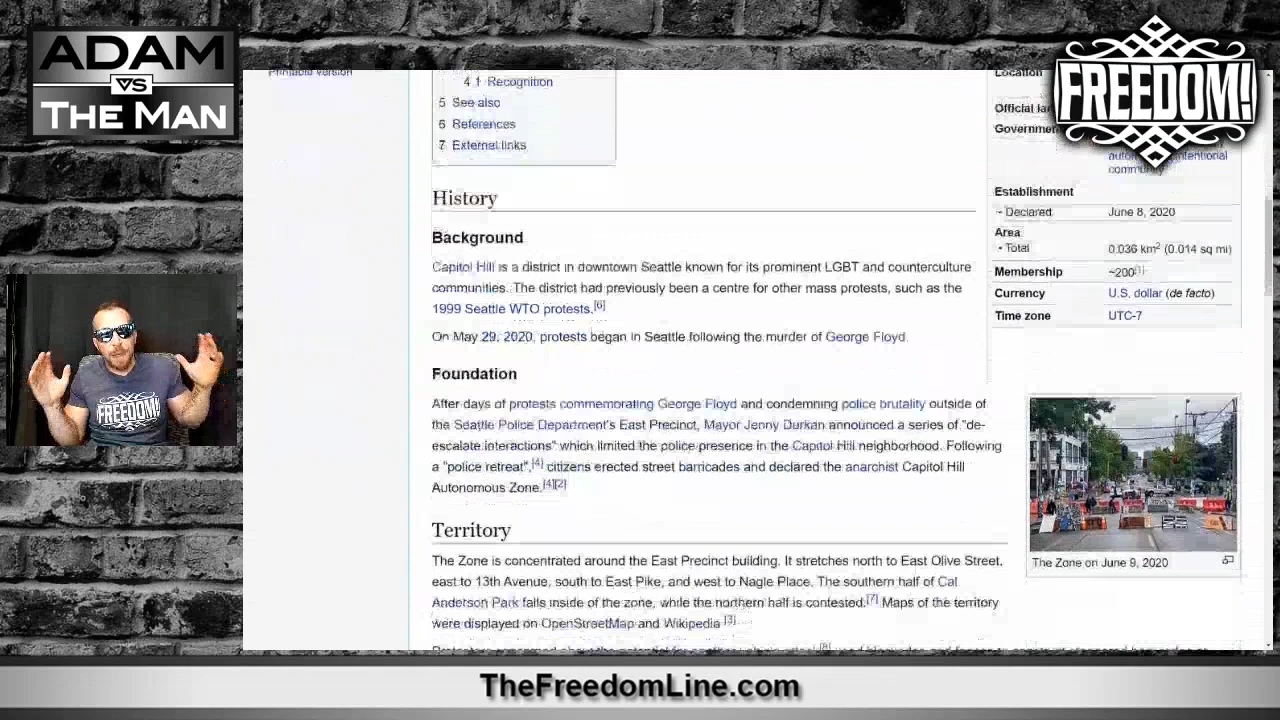 ADAM
VS
THE MAN
FREEDOM!
Printable version
4.1 Recognition
5 See also
6 References
7 External links
History
Background
Capitol Hill is a district in downtown Seattle known for its prominent LGBT and counterculture
communities. The district had previously been a centre for other mass protests, such as the
1999 Seattle WTO protests.[6]
On May 29, 2020, protests began in Seattle following the murder of George Floyd.
Foundation
After days of protests commemorating George Floyd and condemning police brutality outside of
the Seattle Police Department's East Precinct, Mayor Jenny Durkan announced a series of "de-
escalate interactions" which limited the police presence in the Capitol Hill neighborhood. Following
a "police retreat",[4] citizens erected street barricades and declared the anarchist Capitol Hill
Autonomous Zone.[4][2]
Territory
The Zone is concentrated around the East Precinct building. It stretches north to East Olive Street,
east to 13th Avenue, south to East Pike, and west to Nagle Place. The southern half of Cal
Anderson Park falls inside of the zone, while the northern half is contested.[7] Maps of the territory
were displayed on OpenStreetMap and Wikipedia.[3]
Location
Official
Governmen
intentional
community
Establishment
• Declared June 8, 2020
Area
• Total 0.036 km2 (0.014 sq mi)
Membership ~200[1]
Currency U.S. dollar (de facto)
Time zone UTC-7
The Zone on June 9, 2020
FREEDOM!
TheFreedomLine.com